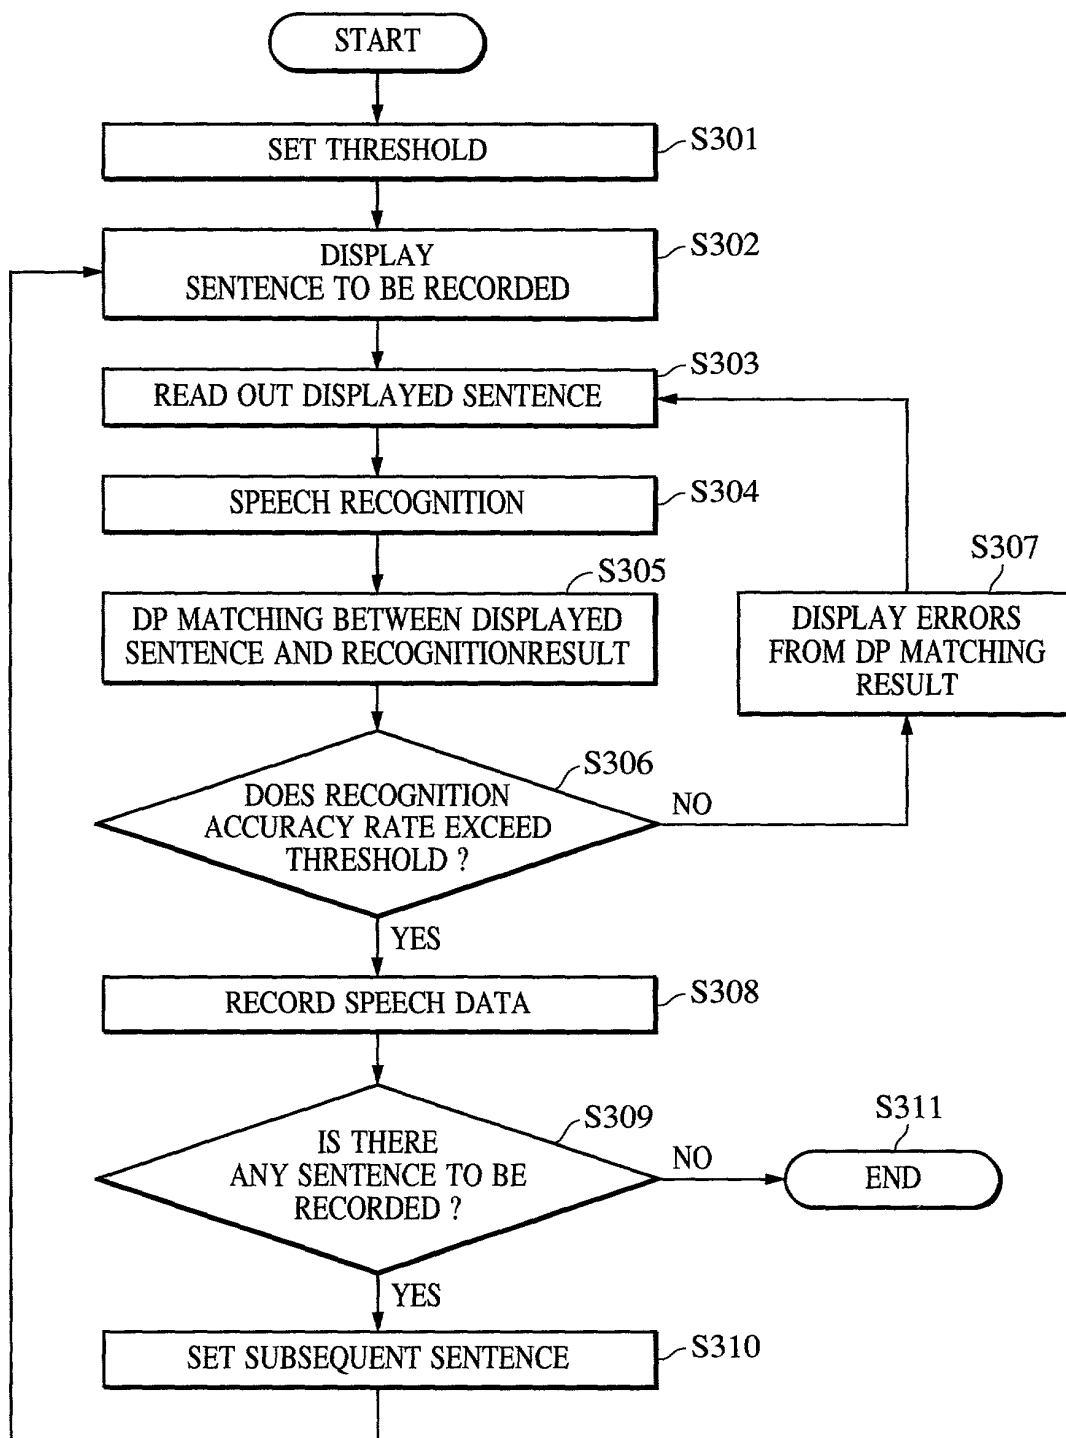 START
SET THRESHOLD
S301
DISPLAY
SENTENCE TO BE RECORDED
S302
READ OUT DISPLAYED SENTENCE
S303
SPEECH RECOGNITION
S304
DP MATCHING BETWEEN DISPLAYED
SENTENCE AND RECOGNITIONRESULT
S305
S307
DISPLAY ERRORS
FROM DP MATCHING
RESULT
DOES RECOGNITION
ACCURACY RATE EXCEED
THRESHOLD ?
S306
NO
YES
RECORD SPEECH DATA
S308
IS THERE
ANY SENTENCE TO BE
RECORDED ?
S309
NO
S311
END
YES
SET SUBSEQUENT SENTENCE
S310